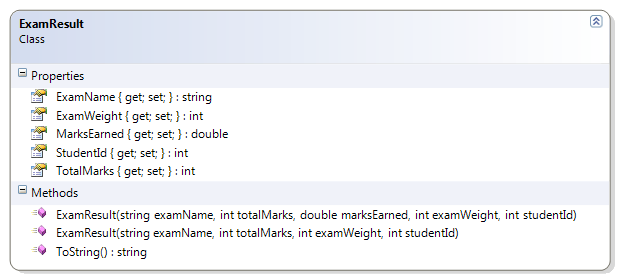 ExamResult
Class
Properties
ExamName { get; set; } : string
ExamWeight { get; set; } : int
MarksEarned { get; set; } : double
StudentId { get; set; } : int
TotalMarks { get; set; } : int
Methods
ExamResult(string examName, int totalMarks, double marksEarned, int examWeight, int studentId)
ExamResult(string examName, int totalMarks, int examWeight, int studentId)
ToString() : string